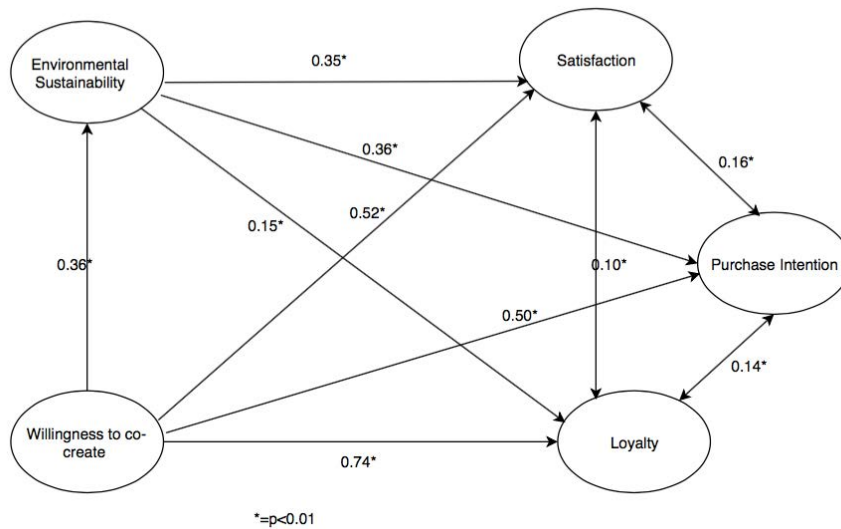 Environmental
Sustainability
0.35*
Satisfaction
0.36*
0.16*
0.52*
0.15*
0.36*
0.10*
Purchase Intention
0.50*
0.14*
Willingness to co-
create
Loyalty
0.74*
*=p<0.01